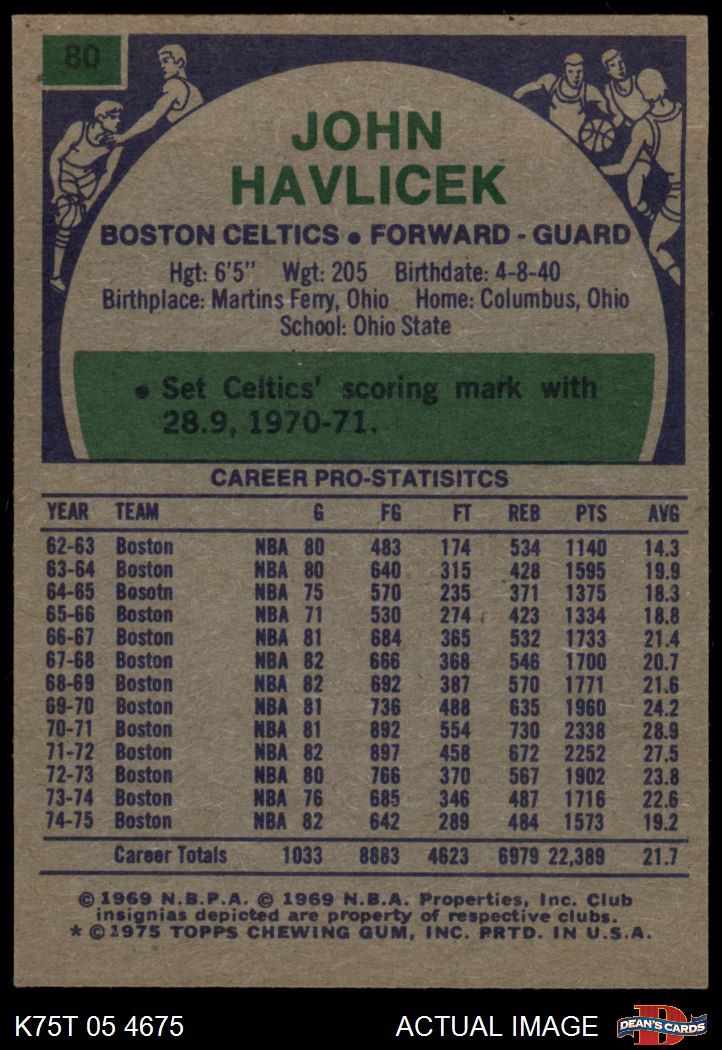 80
JOHN
HAVLICEK
BOSTON CELTICS • FORWARD - GUARD
Hgt: 6'5" Wgt: 205 Birthdate: 4-8-40
Birthplace: Martins Ferry, Ohio Home: Columbus, Ohio
School: Ohio State
• Set Celtics' scoring mark with
28.9, 1970-71.
CAREER PRO-STATISITCS
YEAR TEAM G FG FT REB PTS AVG
62-63 Boston NBA 80 483 174 534 1140 14.3
63-64 Boston NBA 80 640 315 428 1595 19.9
64-65 Bosotn NBA 75 570 235 371 1375 18.3
65-66 Boston NBA 71 530 274 423 1334 18.8
66-67 Boston NBA 81 684 365 532 1733 21.4
67-68 Boston NBA 82 666 368 546 1700 20.7
68-69 Boston NBA 82 692 387 570 1771 21.6
69-70 Boston NBA 81 736 488 635 1960 24.2
70-71 Boston NBA 81 892 554 730 2338 28.9
71-72 Boston NBA 82 897 458 672 2252 27.5
72-73 Boston NBA 80 766 370 567 1902 23.8
73-74 Boston NBA 76 685 346 487 1716 22.6
74-75 Boston NBA 82 642 289 484 1573 19.2
Career Totals 1033 8883 4623 6979 22,389 21.7
© 1969 N.B.P.A. © 1969 N.B.A. Properties, Inc. Club
insignias depicted are property of respective clubs.
* © 1975 TOPPS CHEWING GUM, INC. PRTD. IN U.S.A.
K75T 05 4675 ACTUAL IMAGE
D
DEAN'S CARDS